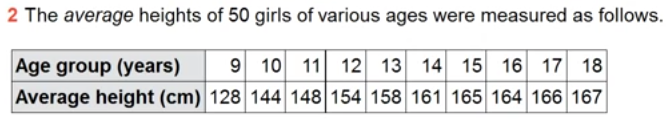 2 The average heights of 50 girls of various ages were measured as follows.
Age group (years) 9 10 11 12 13 14 15 16 17 18
Average height (cm) 128 144 148 154 158 161 165 164 166 167